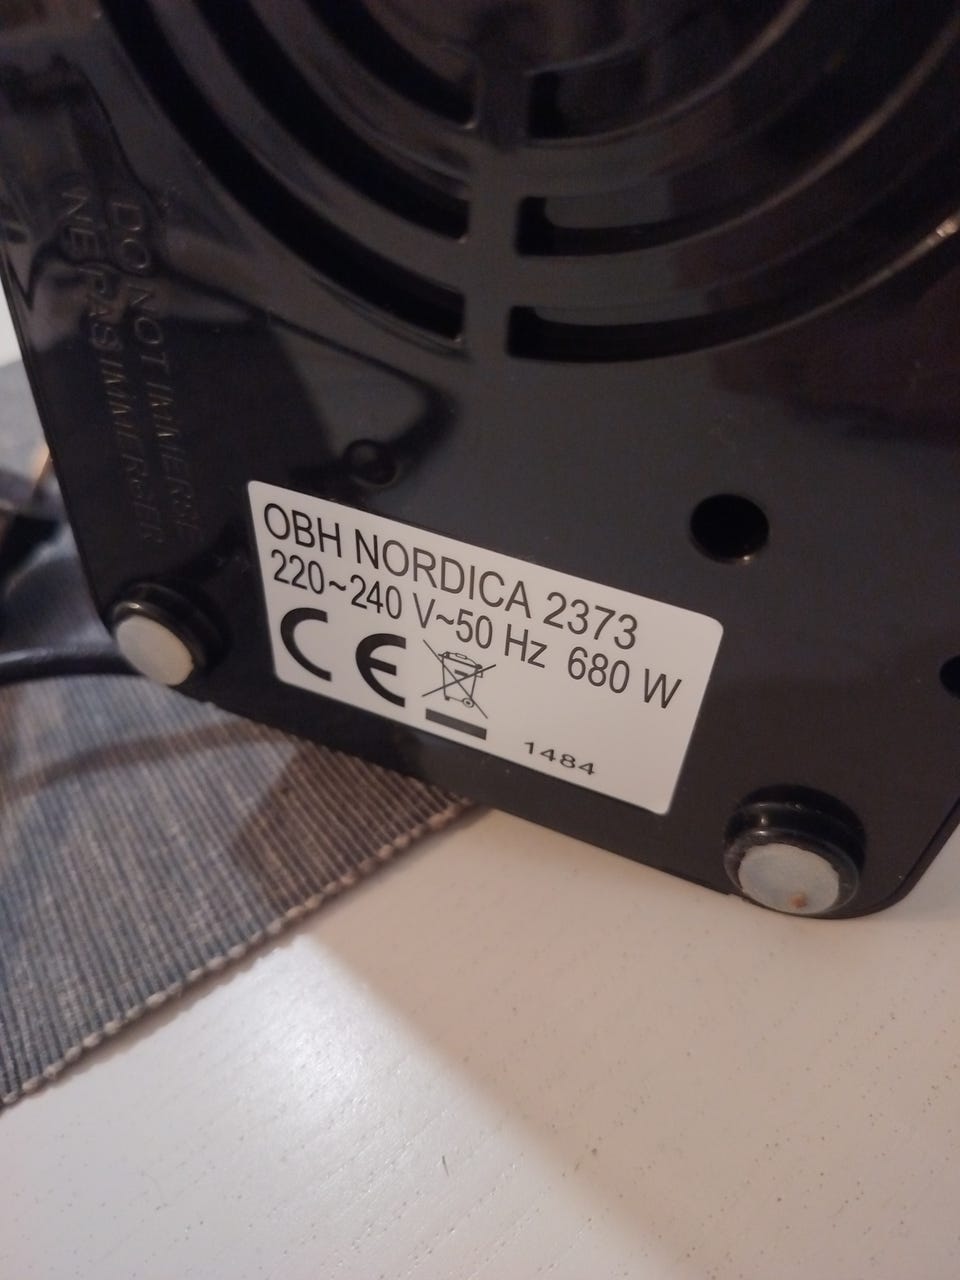 DO NOT IMMERSE
NE PAS IMMERGER
OBH NORDICA 2373
220~240 V~50 Hz 680 W
CE
1484